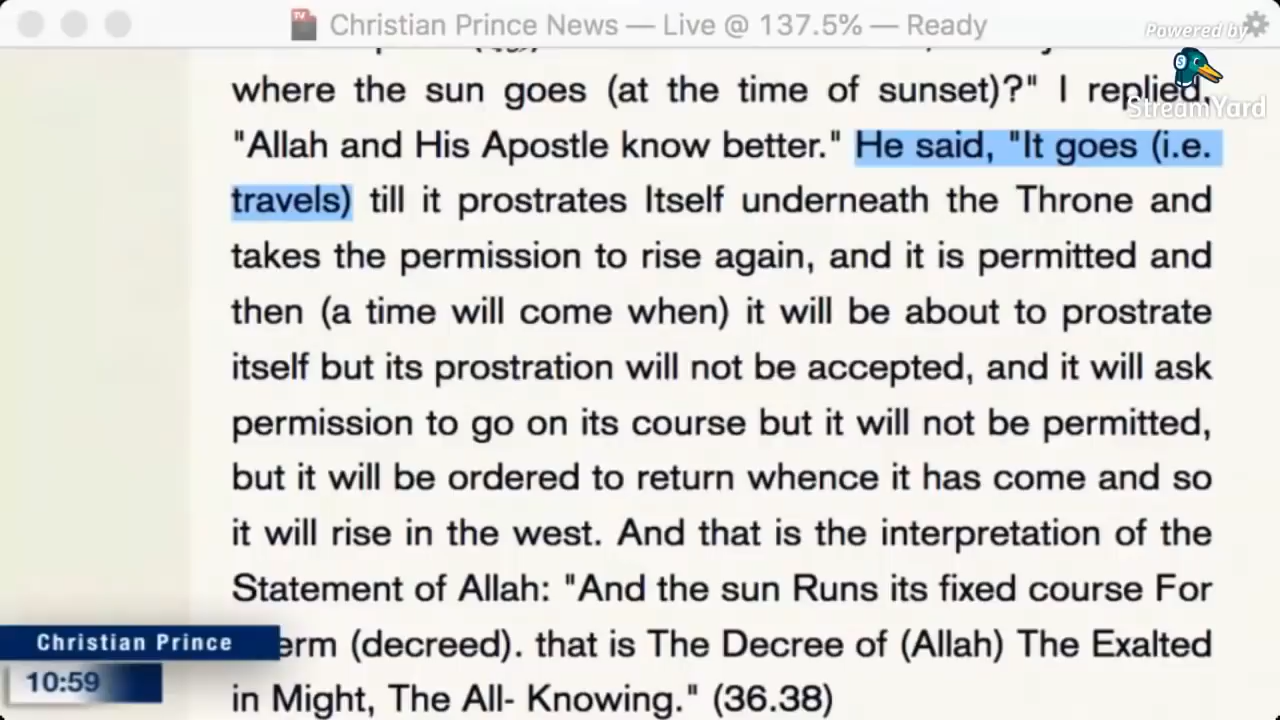 Christian Prince News — Live @ 137.5% — Ready
Powered by
StreamYard
where the sun goes (at the time of sunset)?" I replied,
"Allah and His Apostle know better." He said, "It goes (i.e.
travels) till it prostrates Itself underneath the Throne and
takes the permission to rise again, and it is permitted and
then (a time will come when) it will be about to prostrate
itself but its prostration will not be accepted, and it will ask
permission to go on its course but it will not be permitted,
but it will be ordered to return whence it has come and so
it will rise in the west. And that is the interpretation of the
Statement of Allah: "And the sun Runs its fixed course For
erm (decreed). that is The Decree of (Allah) The Exalted
in Might, The All- Knowing." (36.38)
Christian Prince
10:59